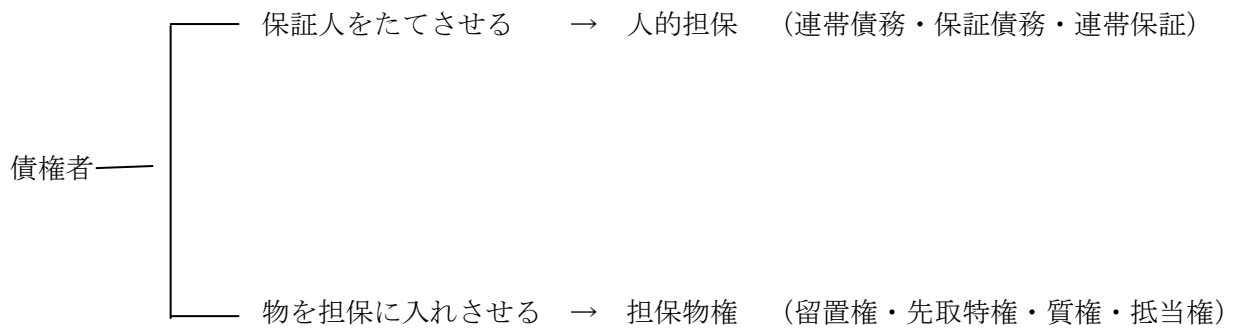 保証人をたてさせる → 人的担保 （連帯債務・保証債務・連帯保証）
債権者
物を担保に入れさせる → 担保物権 （留置権・先取特権・質権・抵当権）